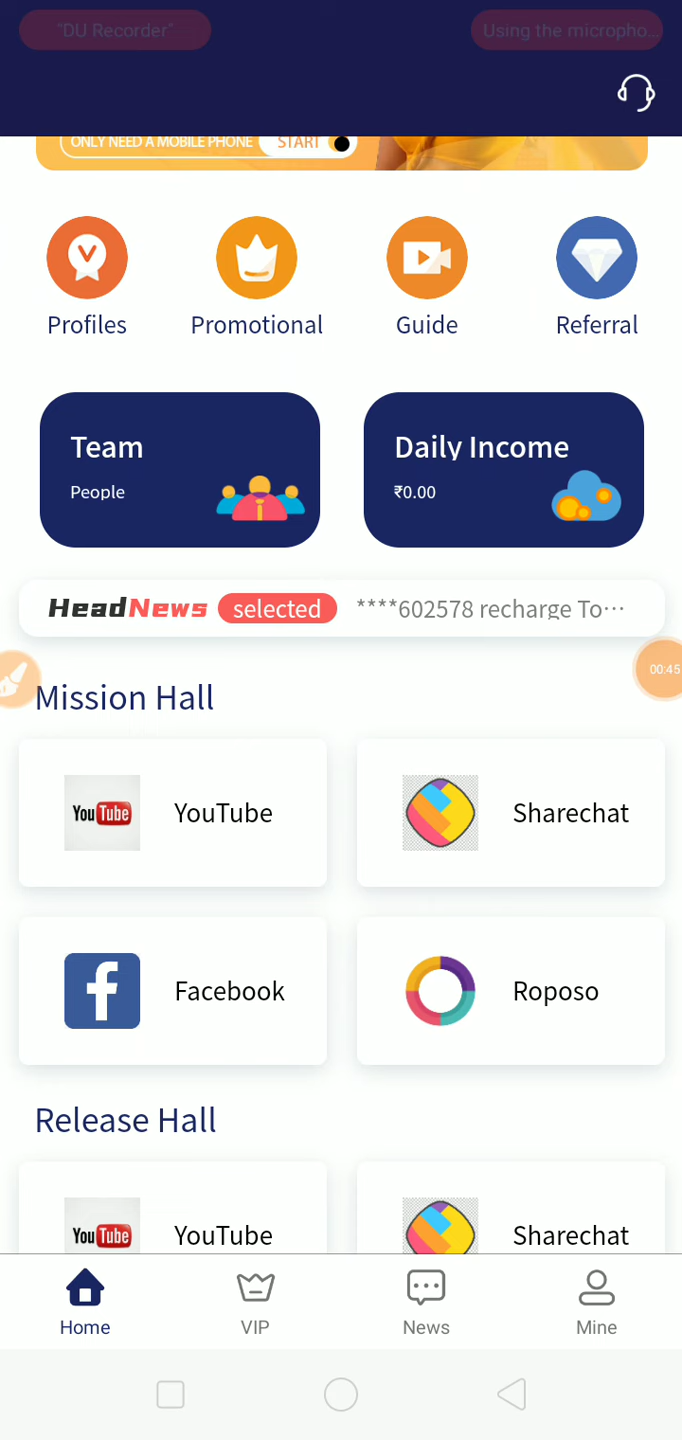 "DU Recorder"
Using the micropho...
ONLY NEED A MOBILE PHONE START
Profiles
Promotional
Guide
Referral
Team
People
Daily Income
₹0.00
HeadNews selected ****602578 recharge To···
00:45
Mission Hall
YouTube YouTube
Sharechat
f Facebook
Roposo
Release Hall
YouTube YouTube
Sharechat
Home
VIP
News
Mine